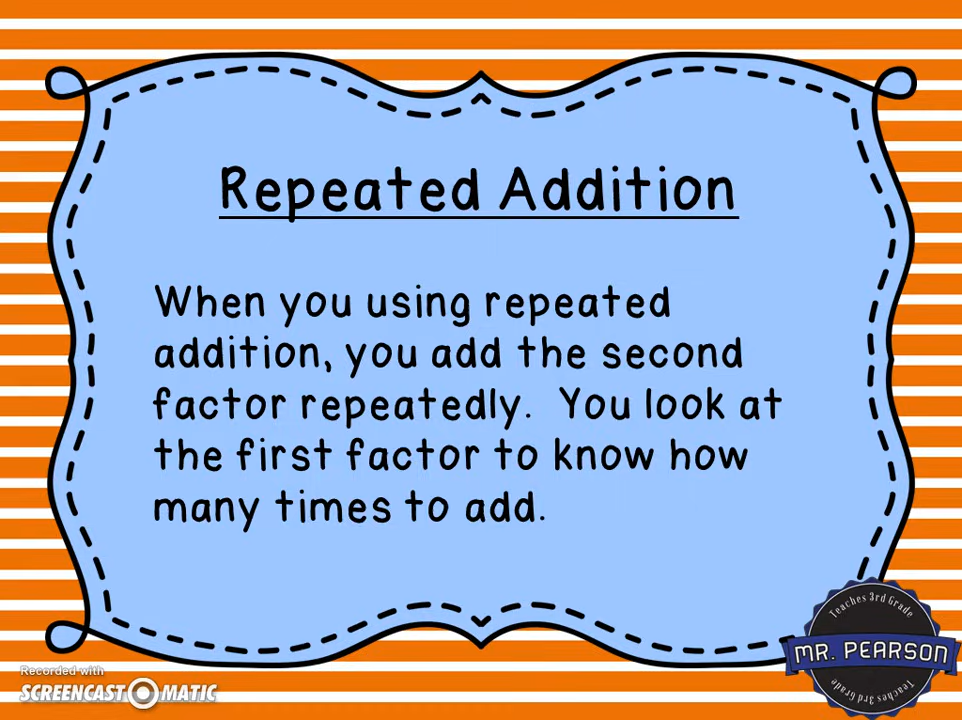 Repeated Addition
When you using repeated
addition, you add the second
factor repeatedly. You look at
the first factor to know how
many times to add.
Teaches 3rd Grade
MR. PEARSON
Teaches 3rd Grade
Recorded with
SCREENCAST-O-MATIC